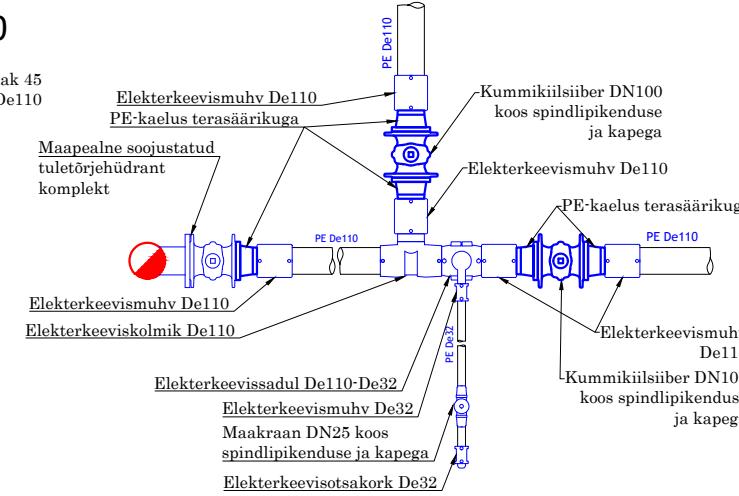 ak 45
De110
Elekterkeevismuhv De110
PE-kaelus terasäärikuga
Maapealne soojustatud
tuletõrjehüdrant
komplekt
PE De110
Kummikiilsiiber DN100
koos spindlipikenduse
ja kapega
Elekterkeevismuhv De110
PE-kaelus terasäärikug
PE De110
PE De110
Elekterkeevismuhv De110
Elekterkeeviskolmik De110
PE De32
Elekterkeevismuhv
De11
Kummikiilsiiber DN10
koos spindlipikendus
ja kapeg
Elekterkeevissadul De110-De32
Elekterkeevismuhv De32
Maakraan DN25 koos
spindlipikenduse ja kapega
Elekterkeevisotsakork De32